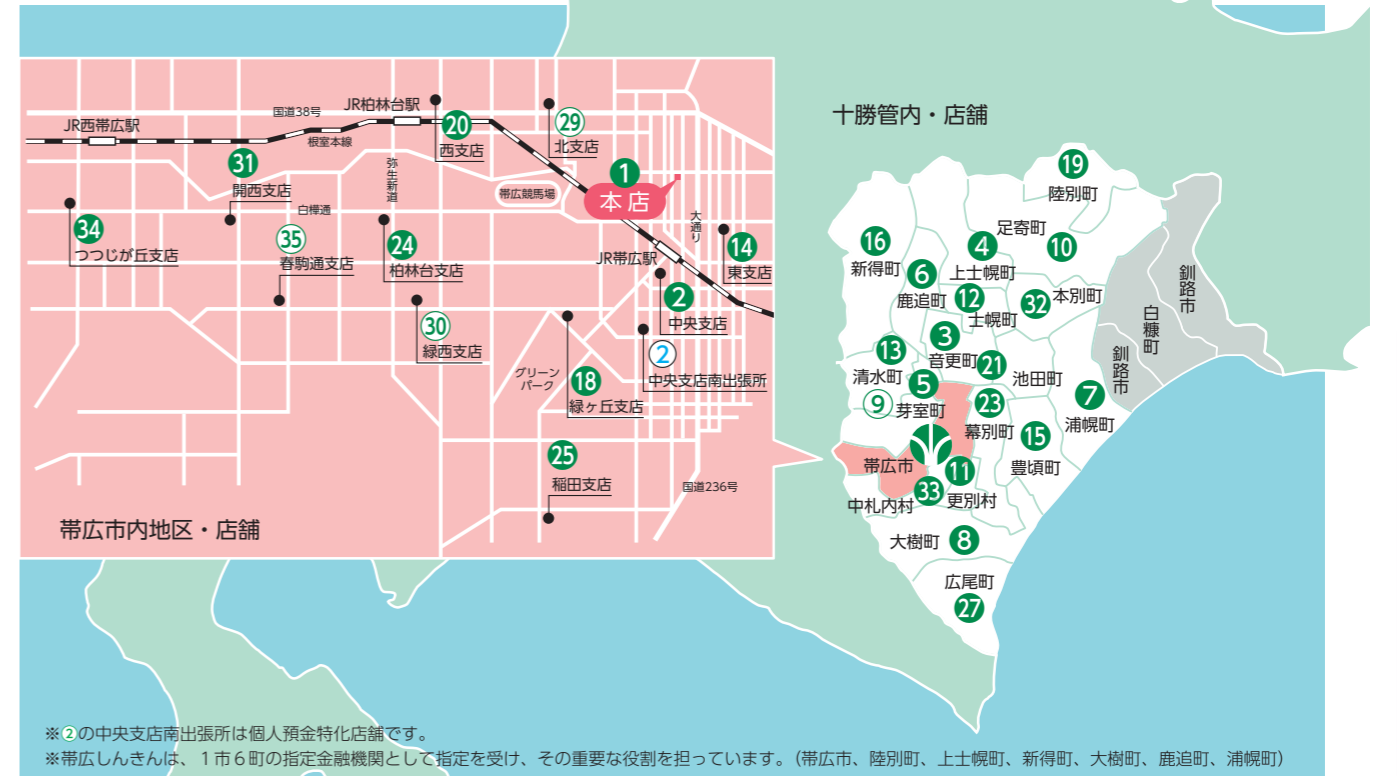 国道38号
JR柏林台駅
JR西帯広駅
根室本線
20
西支店
29
北支店
31
開西支店
弥生新道
白樺通
帯広競馬場
1
本店
大通り
34
つつじが丘支店
35
春駒通支店
24
柏林台支店
JR帯広駅
14
東支店
2
中央支店
30
緑西支店
2
中央支店南出張所
グリーン
パーク
18
緑ヶ丘支店
25
稲田支店
国道236号
帯広市内地区・店舗
十勝管内・店舗
19
陸別町
足寄町
10
16
新得町
4
上士幌町
6
鹿追町
12
士幌町
32
本別町
釧路市
白糠町
釧路市
3
音更町
21
13
清水町
池田町
5
9
芽室町
23
幕別町
7
浦幌町
15
豊頃町
帯広市
11
更別村
33
中札内村
大樹町
8
広尾町
27
※②の中央支店南出張所は個人預金特化店舗です。
※帯広しんきんは、１市６町の指定金融機関として指定を受け、その重要な役割を担っています。（帯広市、陸別町、上士幌町、新得町、大樹町、鹿追町、浦幌町）